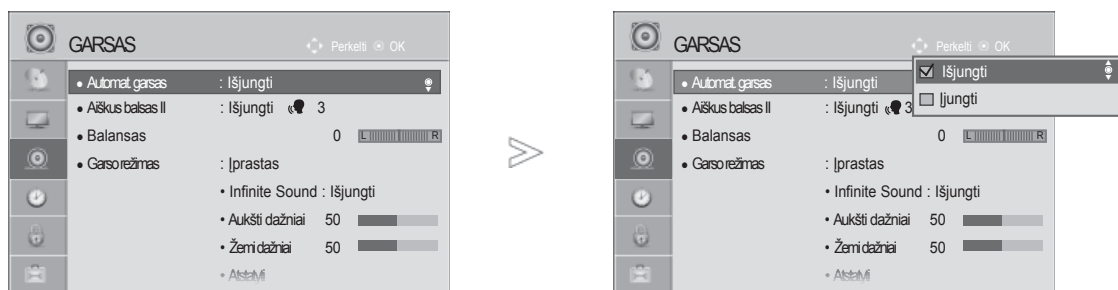 GARSAS
Perkelti OK
• Automat. garsas : Išjungti
• Aiškus balsas II : Išjungti 3
• Balansas 0 L R
• Garso režimas : Įprastas
• Infinite Sound : Išjungti
• Aukšti dažniai 50
• Žemi dažniai 50
• Atstatyti
GARSAS
Perkelti OK
• Automat. garsas : Išjungti
Išjungti
Įjungti
• Aiškus balsas II : Išjungti 3
• Balansas 0 L R
• Garso režimas : Įprastas
• Infinite Sound : Išjungti
• Aukšti dažniai 50
• Žemi dažniai 50
• Atstatyti